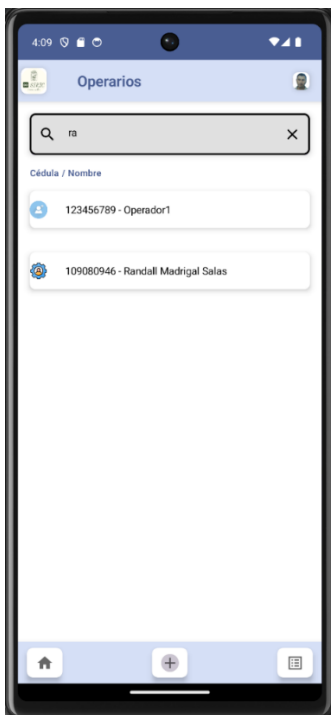 4:09
Operarios
ra
Cédula / Nombre
123456789 - Operador1
109080946 - Randall Madrigal Salas